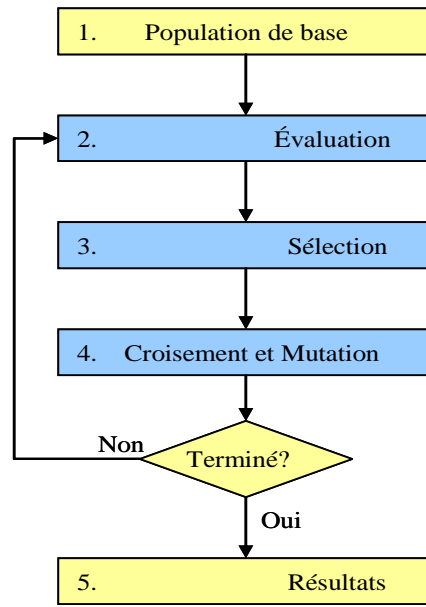 1. Population de base
2. Évaluation
3. Sélection
4. Croisement et Mutation
Non
Terminé?
Oui
5. Résultats